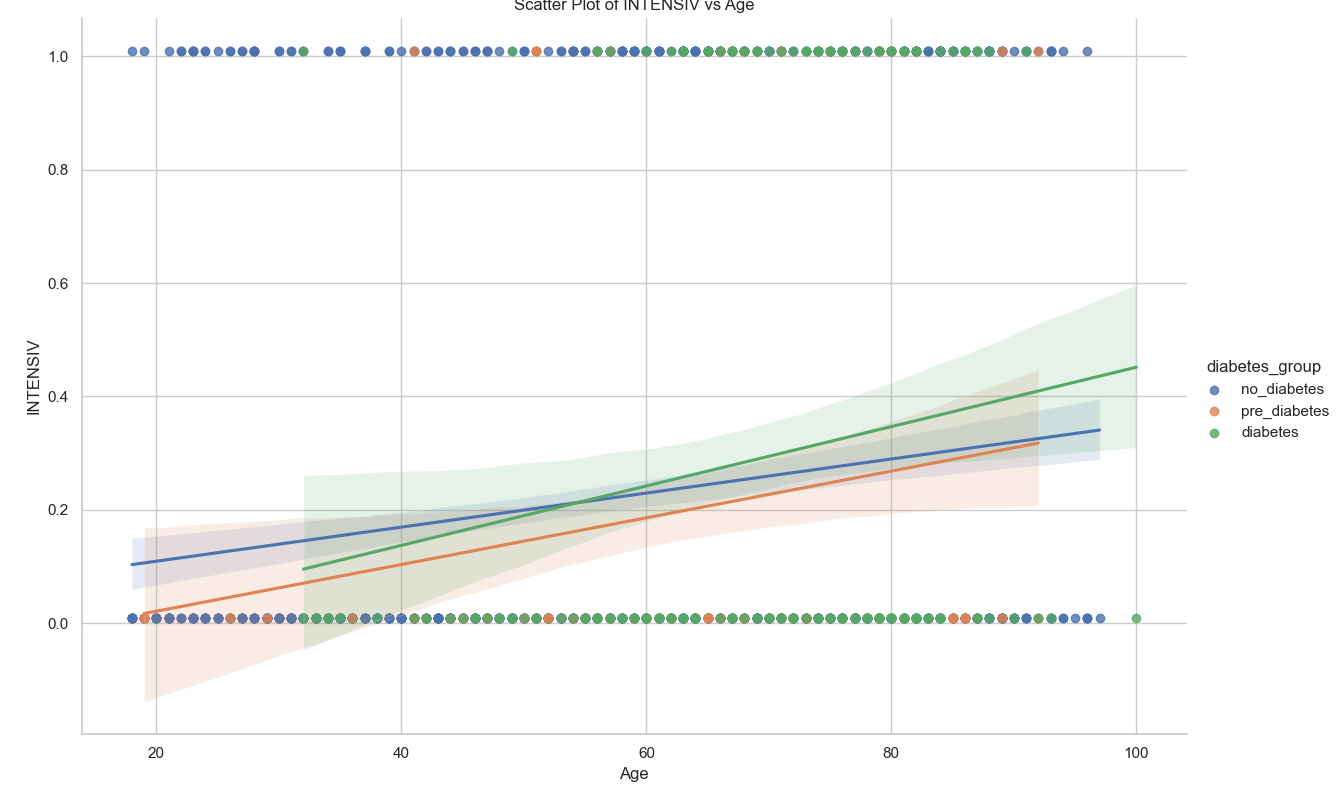 Scatter Plot of INTENSIV vs Age
1.0
0.8
0.6
0.4
0.2
0.0
INTENSIV
20 40 60 80 100
Age
diabetes_group
no_diabetes
pre_diabetes
diabetes